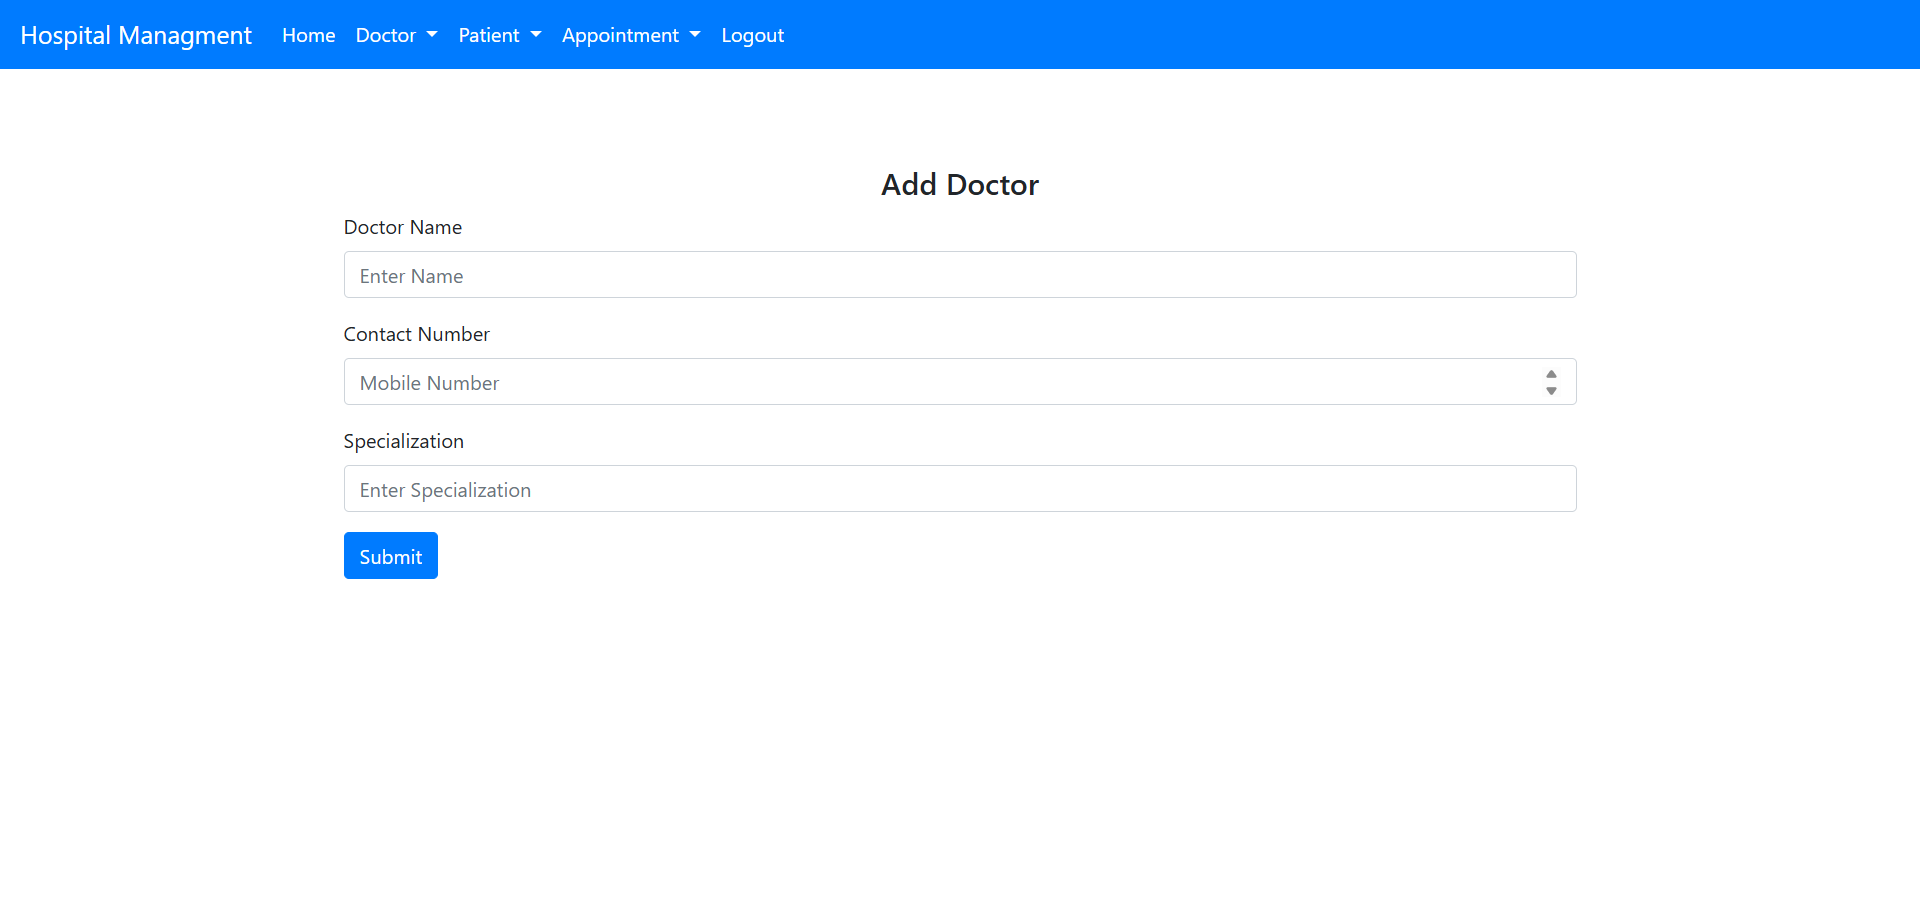 Hospital Managment Home Doctor Patient Appointment Logout
Add Doctor
Doctor Name
Enter Name
Contact Number
Mobile Number
Specialization
Enter Specialization
Submit